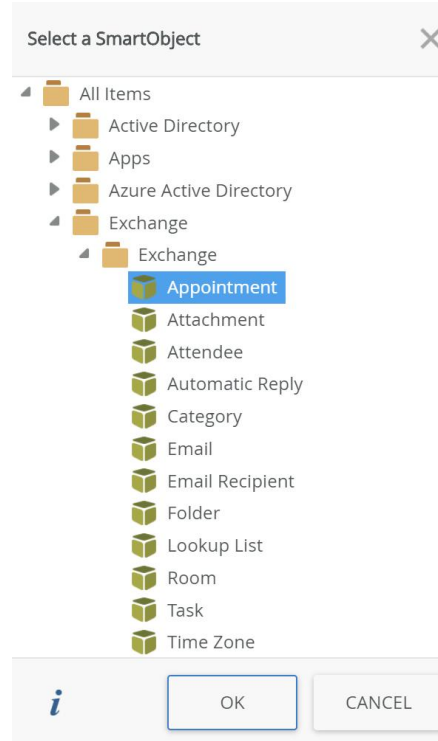 Select a SmartObject
All Items
Active Directory
Apps
Azure Active Directory
Exchange
Exchange
Appointment
Attachment
Attendee
Automatic Reply
Category
Email
Email Recipient
Folder
Lookup List
Room
Task
Time Zone
i OK CANCEL